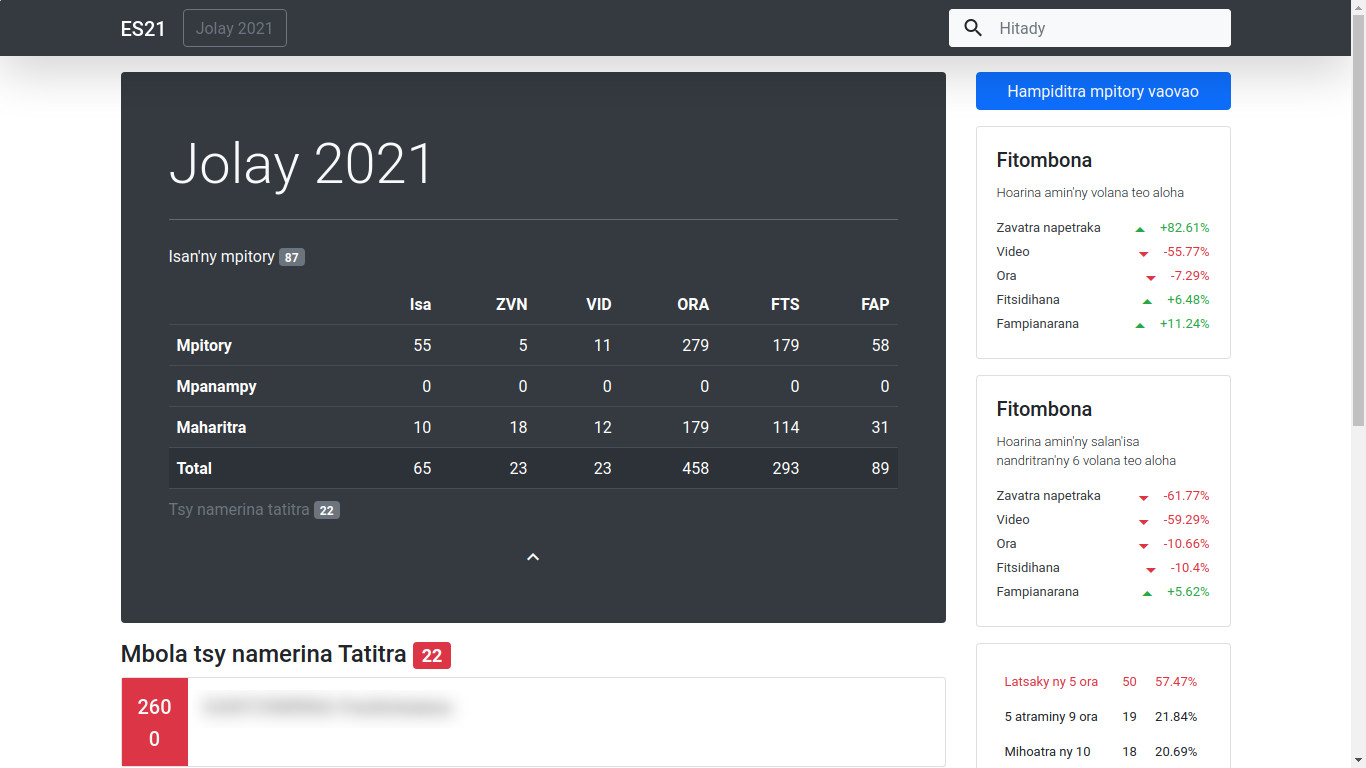 ES21 Jolay 2021 Hitady
Jolay 2021
Isan'ny mpitory 87
Isa ZVN VID ORA FTS FAP
Mpitory 55 5 11 279 179 58
Mpanampy 0 0 0 0 0 0
Maharitra 10 18 12 179 114 31
Total 65 23 23 458 293 89
Tsy namerina tatitra 22
Mbola tsy namerina Tatitra 22
260
0
Hampiditra mpitory vaovao
Fitombona
Hoarina amin'ny volana teo aloha
Zavatra napetraka +82.61%
Video -55.77%
Ora -7.29%
Fitsidihana +6.48%
Fampianarana +11.24%
Fitombona
Hoarina amin'ny salan'isa
nandritran'ny 6 volana teo aloha
Zavatra napetraka -61.77%
Video -59.29%
Ora -10.66%
Fitsidihana -10.4%
Fampianarana +5.62%
Latsaky ny 5 ora 50 57.47%
5 atraminy 9 ora 19 21.84%
Mihoatra ny 10 18 20.69%